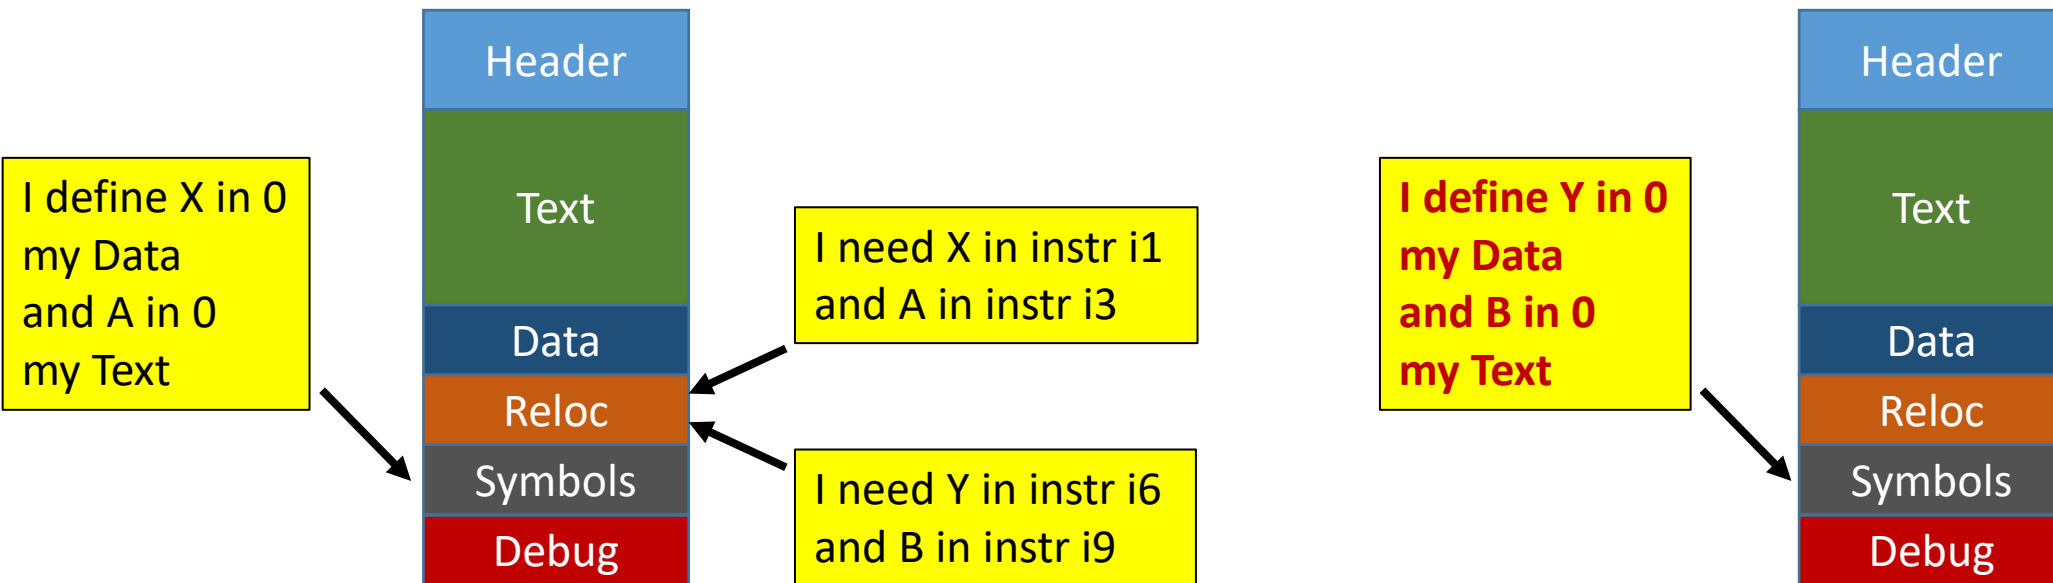 Header
Text
Data
Reloc
Symbols
Debug
I define X in 0
my Data
and A in 0
my Text
I need X in instr i1
and A in instr i3
I need Y in instr i6
and B in instr i9
I define Y in 0
my Data
and B in 0
my Text
Header
Text
Data
Reloc
Symbols
Debug